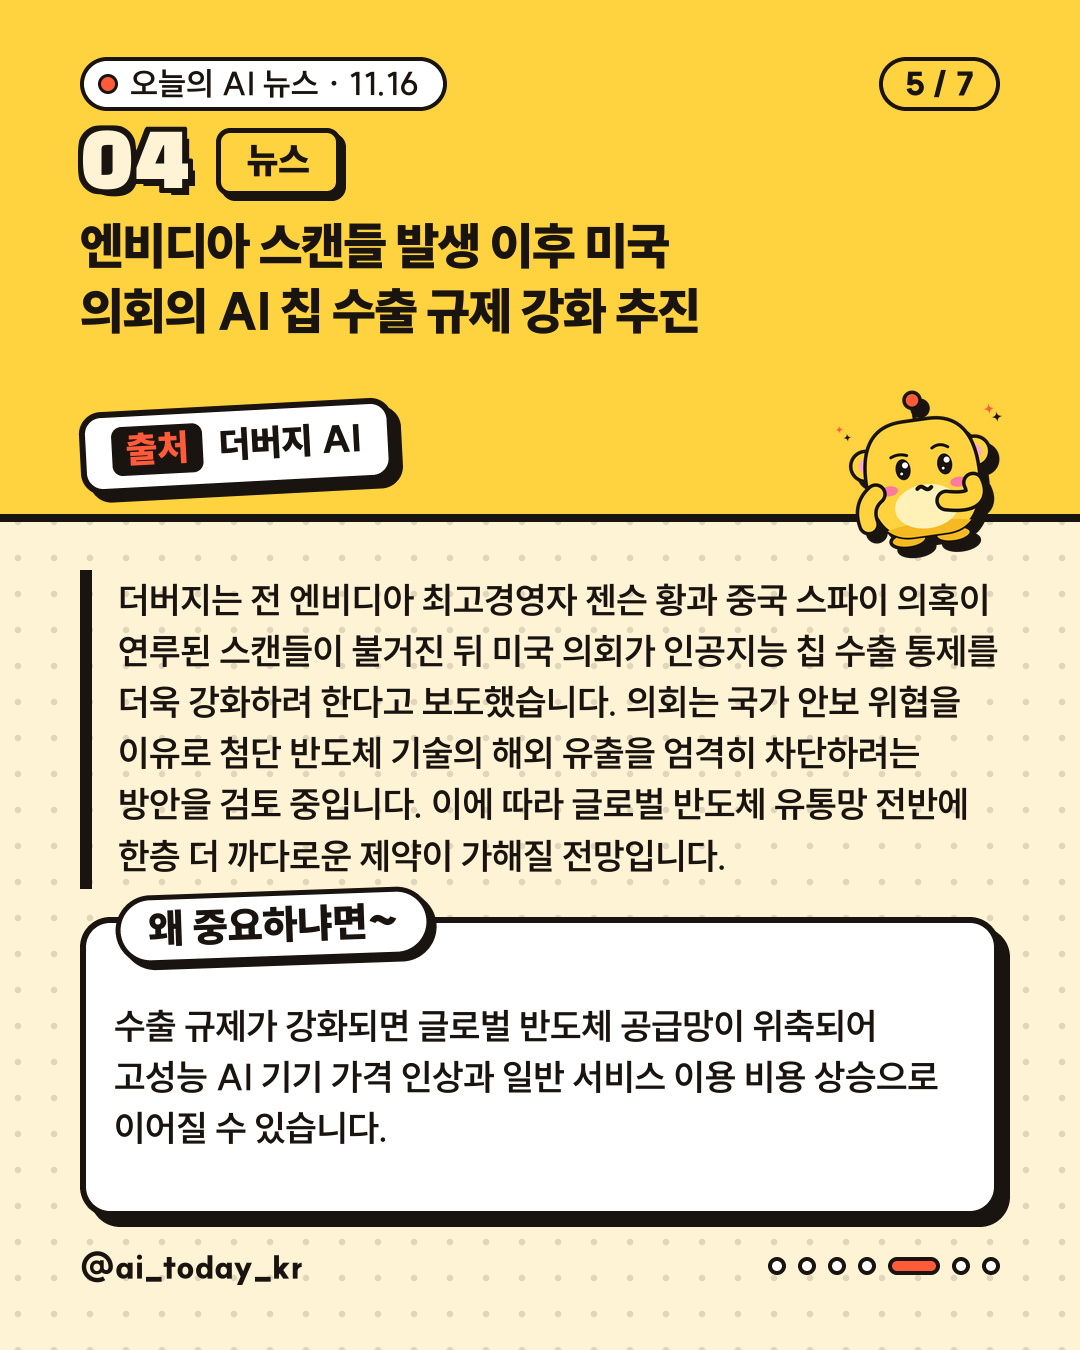 오늘의 AI 뉴스 · 11.16
5 / 7
04 뉴스
엔비디아 스캔들 발생 이후 미국
의회의 AI 칩 수출 규제 강화 추진
출처 더버지 AI
더버지는 전 엔비디아 최고경영자 젠슨 황과 중국 스파이 의혹이
연루된 스캔들이 불거진 뒤 미국 의회가 인공지능 칩 수출 통제를
더욱 강화하려 한다고 보도했습니다. 의회는 국가 안보 위협을
이유로 첨단 반도체 기술의 해외 유출을 엄격히 차단하려는
방안을 검토 중입니다. 이에 따라 글로벌 반도체 유통망 전반에
한층 더 까다로운 제약이 가해질 전망입니다.
왜 중요하냐면~
수출 규제가 강화되면 글로벌 반도체 공급망이 위축되어
고성능 AI 기기 가격 인상과 일반 서비스 이용 비용 상승으로
이어질 수 있습니다.
@ai_today_kr